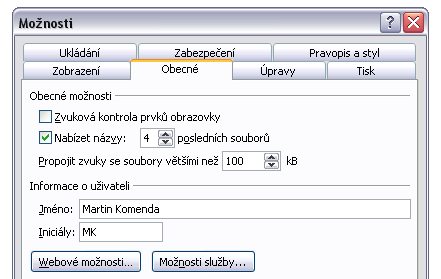 Možnosti
Ukládání Zabezpečení Pravopis a styl
Zobrazení Obecné Úpravy Tisk
Obecné možnosti
Zvuková kontrola prvků obrazovky
Nabízet názvy: 4 posledních souborů
Propojit zvuky se soubory většími než 100 kB
Informace o uživateli
Jméno: Martin Komenda
Iniciály: MK
Webové možnosti... Možnosti služby...